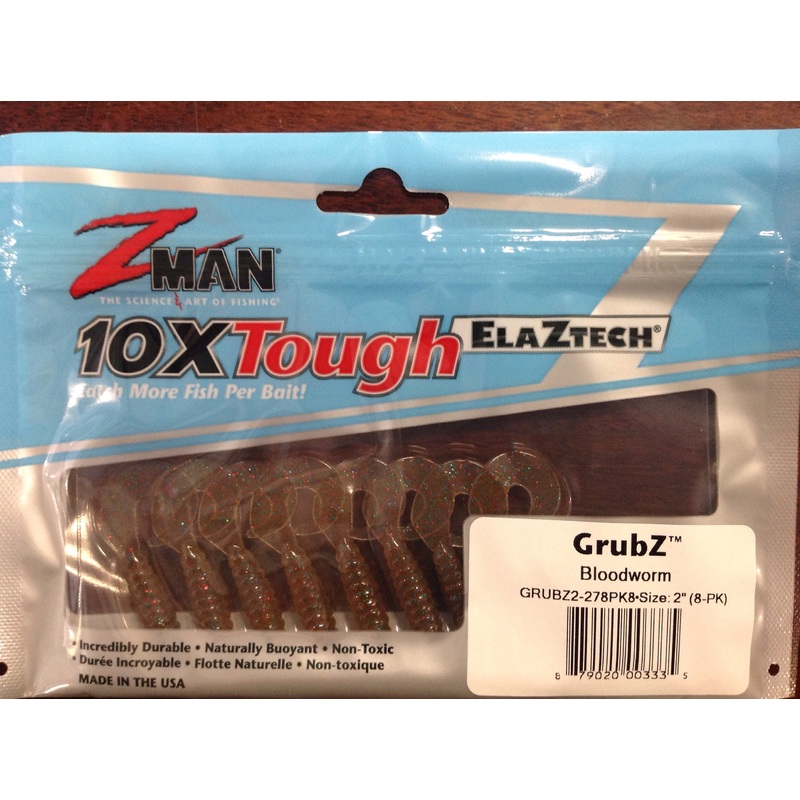 ZMAN®
THE SCIENCE & ART OF FISHING®
10X Tough ELAZTECH®
Catch More Fish Per Bait!
GrubZ™
Bloodworm
GRUBZ2-278PK8•Size: 2" (8-PK)
8 79020 00333 5
• Incredibly Durable • Naturally Buoyant • Non-Toxic
• Durée Incroyable • Flotte Naturelle • Non-toxique
MADE IN THE USA